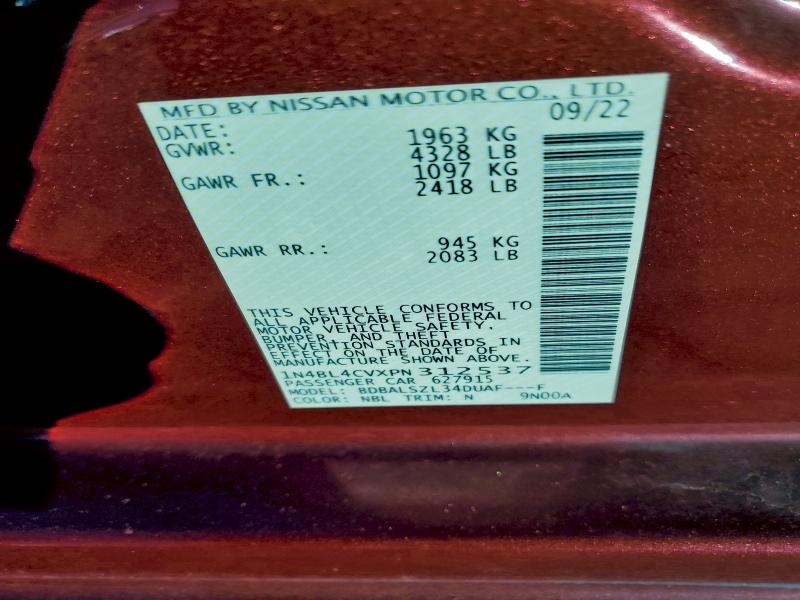 MFD BY NISSAN MOTOR CO., LTD.
DATE: 09/22
GVWR: 1963 KG
4328 LB
GAWR FR.: 1097 KG
2418 LB
GAWR RR.: 945 KG
2083 LB
THIS VEHICLE CONFORMS TO
ALL APPLICABLE FEDERAL
MOTOR VEHICLE SAFETY,
BUMPER, AND THEFT
PREVENTION STANDARDS IN
EFFECT ON THE DATE OF
MANUFACTURE SHOWN ABOVE.
1N4BL4CVXPN312537
PASSENGER CAR 627915
MODEL: BDBALSZL34DUAF---F
COLOR: NBL TRIM: N 9N00A